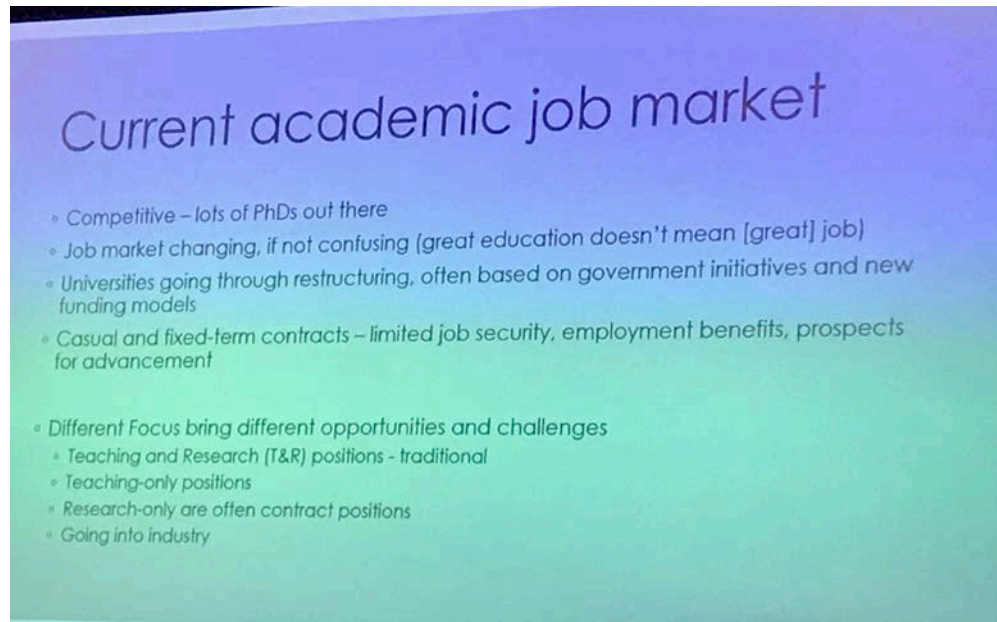 Current academic job market
◦ Competitive – lots of PhDs out there
◦ Job market changing, if not confusing (great education doesn't mean [great] job)
◦ Universities going through restructuring, often based on government initiatives and new
funding models
◦ Casual and fixed-term contracts – limited job security, employment benefits, prospects
for advancement
◦ Different Focus bring different opportunities and challenges
◦ Teaching and Research (T&R) positions - traditional
◦ Teaching-only positions
◦ Research-only are often contract positions
◦ Going into industry